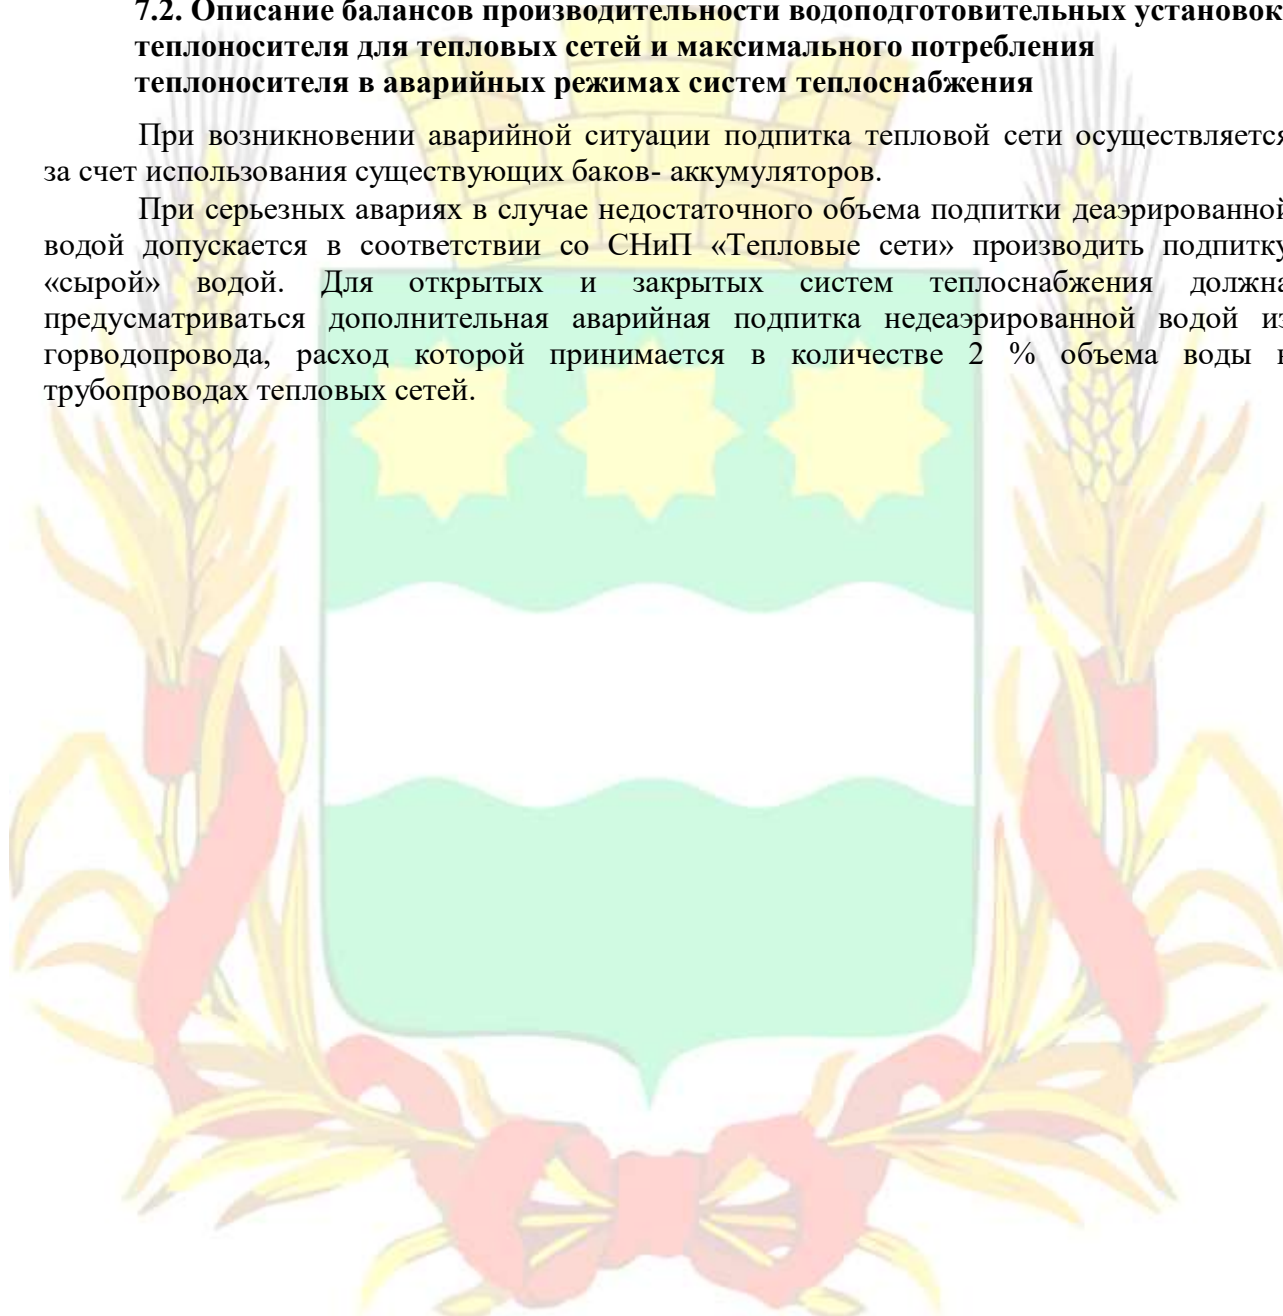 7.2. Описание балансов производительности водоподготовительных установок
теплоносителя для тепловых сетей и максимального потребления
теплоносителя в аварийных режимах систем теплоснабжения
При возникновении аварийной ситуации подпитка тепловой сети осуществляется
за счет использования существующих баков- аккумуляторов.
При серьезных авариях в случае недостаточного объема подпитки деаэрированной
водой допускается в соответствии со СНиП «Тепловые сети» производить подпитку
«сырой» водой. Для открытых и закрытых систем теплоснабжения должна
предусматриваться дополнительная аварийная подпитка недеаэрированной водой из
горводопровода, расход которой принимается в количестве 2 % объема воды в
трубопроводах тепловых сетей.